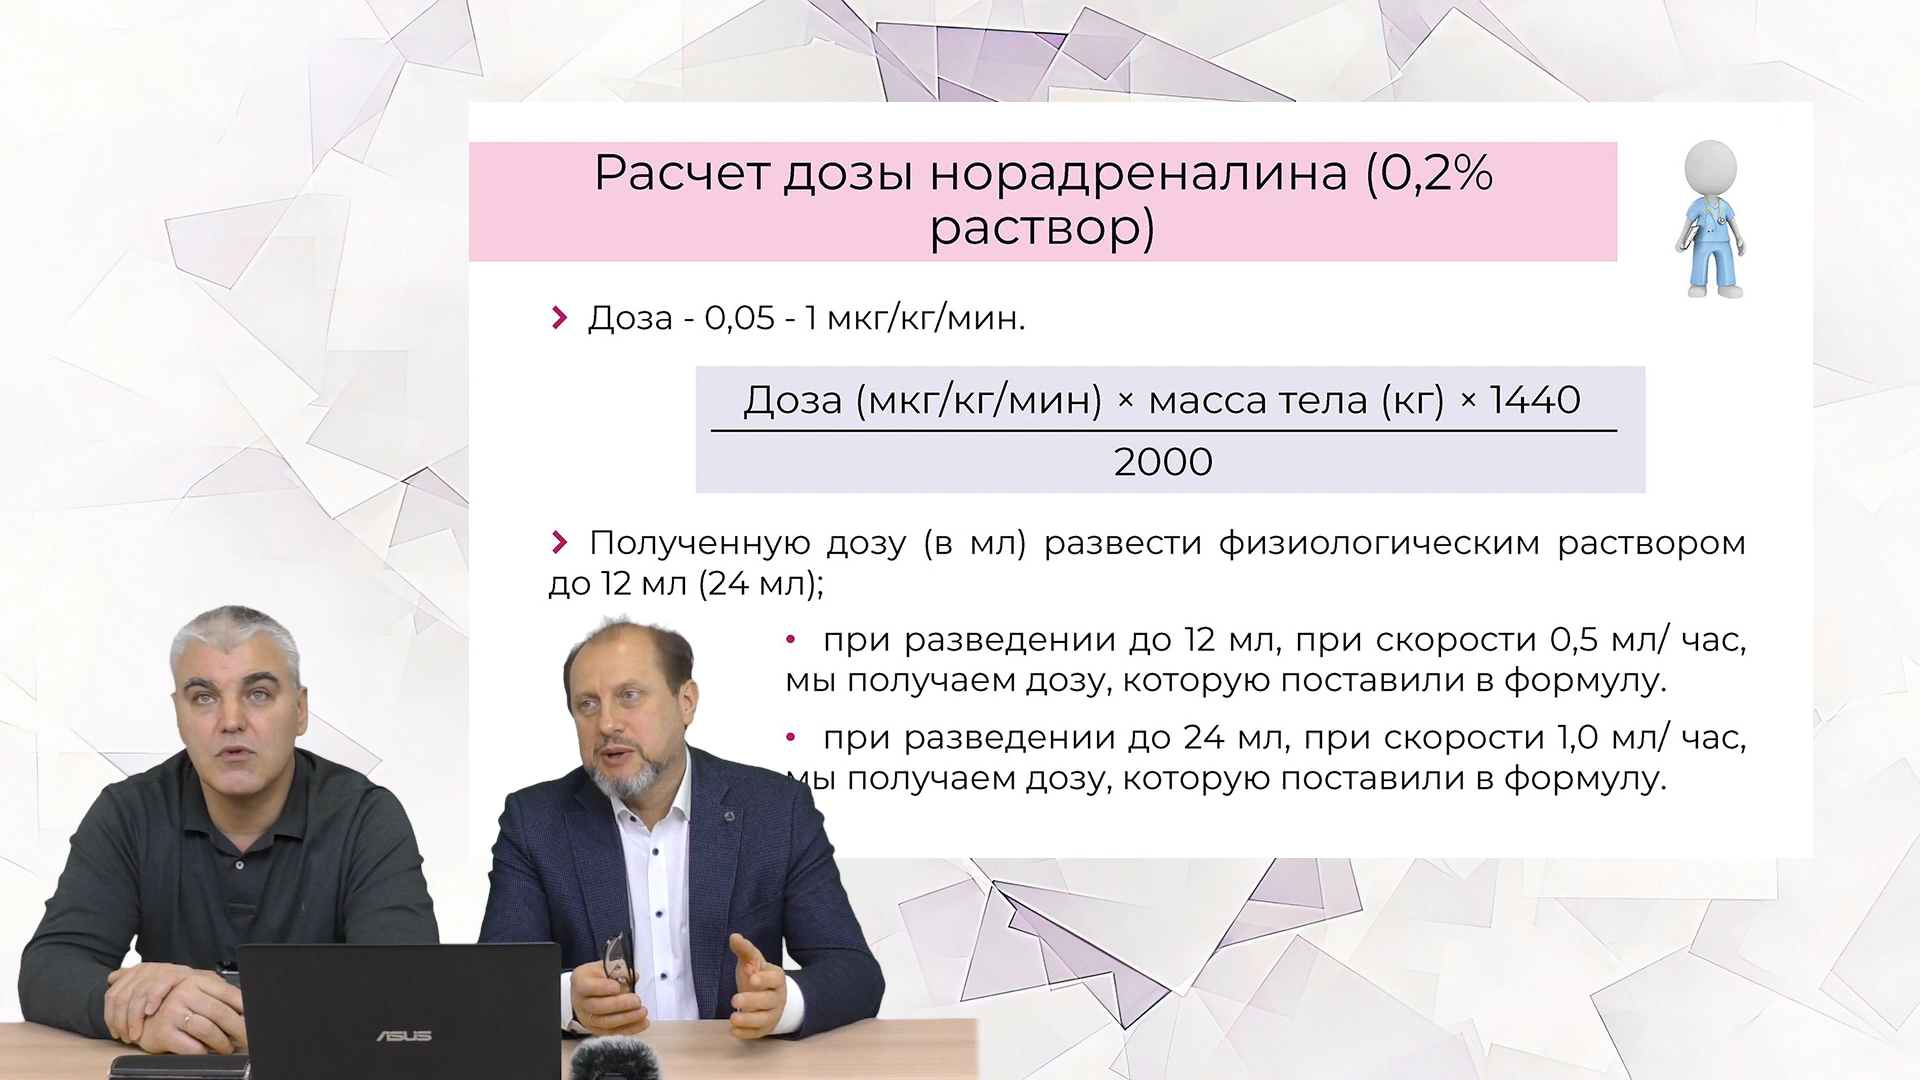 Расчет дозы норадреналина (0,2%
раствор)
Доза - 0,05 - 1 мкг/кг/мин.
Доза (мкг/кг/мин) × масса тела (кг) × 1440
2000
Полученную дозу (в мл) развести физиологическим раствором
до 12 мл (24 мл);
• при разведении до 12 мл, при скорости 0,5 мл/ час,
мы получаем дозу, которую поставили в формулу.
• при разведении до 24 мл, при скорости 1,0 мл/ час,
мы получаем дозу, которую поставили в формулу.
ASUS